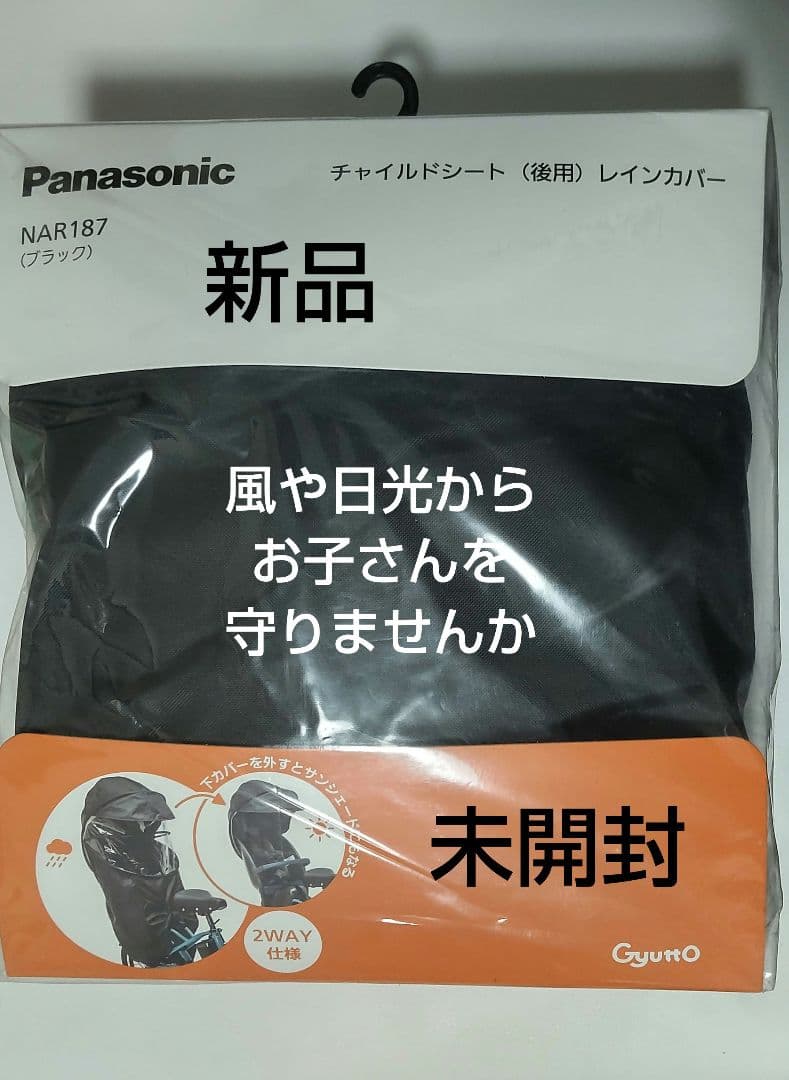 Panasonic
チャイルドシート（後用）レインカバー
NAR187
（ブラック）
新品
風や日光から
お子さんを
守りませんか
下カバーを外すとサンシェードにもなる
未開封
2WAY
仕様
Gyutto